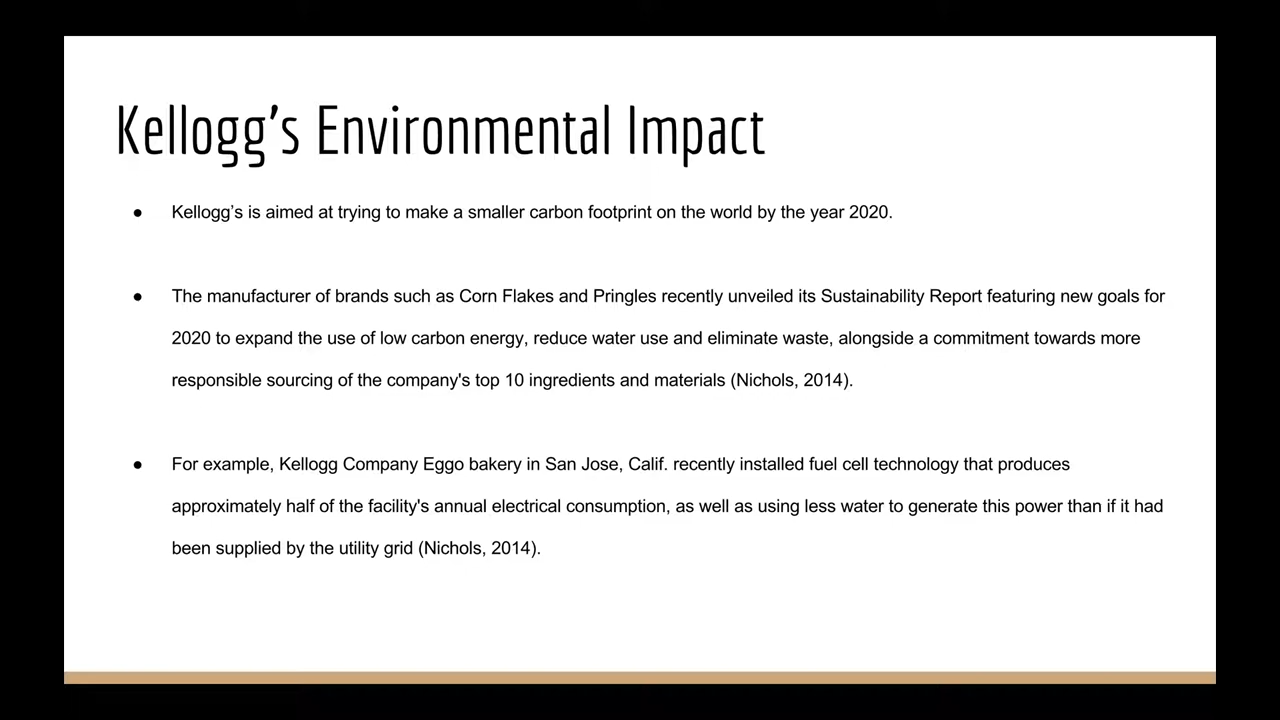 Kellogg’s Environmental Impact
● Kellogg’s is aimed at trying to make a smaller carbon footprint on the world by the year 2020.
● The manufacturer of brands such as Corn Flakes and Pringles recently unveiled its Sustainability Report featuring new goals for
2020 to expand the use of low carbon energy, reduce water use and eliminate waste, alongside a commitment towards more
responsible sourcing of the company's top 10 ingredients and materials (Nichols, 2014).
● For example, Kellogg Company Eggo bakery in San Jose, Calif. recently installed fuel cell technology that produces
approximately half of the facility's annual electrical consumption, as well as using less water to generate this power than if it had
been supplied by the utility grid (Nichols, 2014).